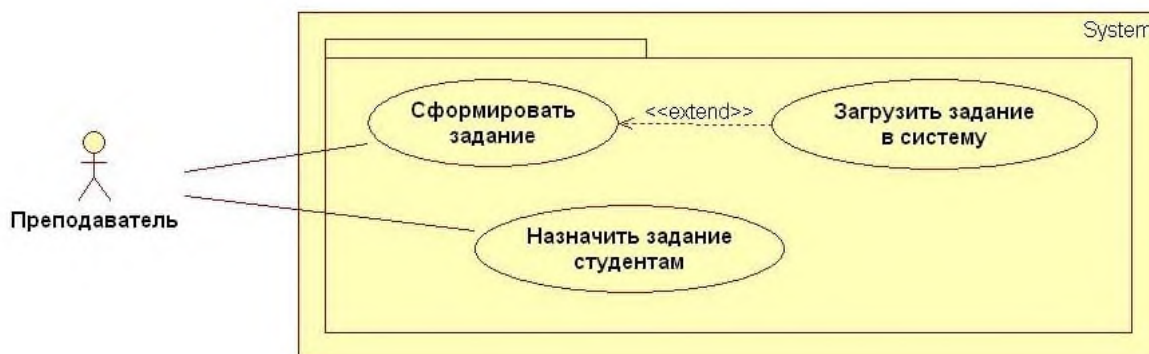 System
Сформировать
задание
<<extend>>
Загрузить задание
в систему
Преподаватель
Назначить задание
студентам